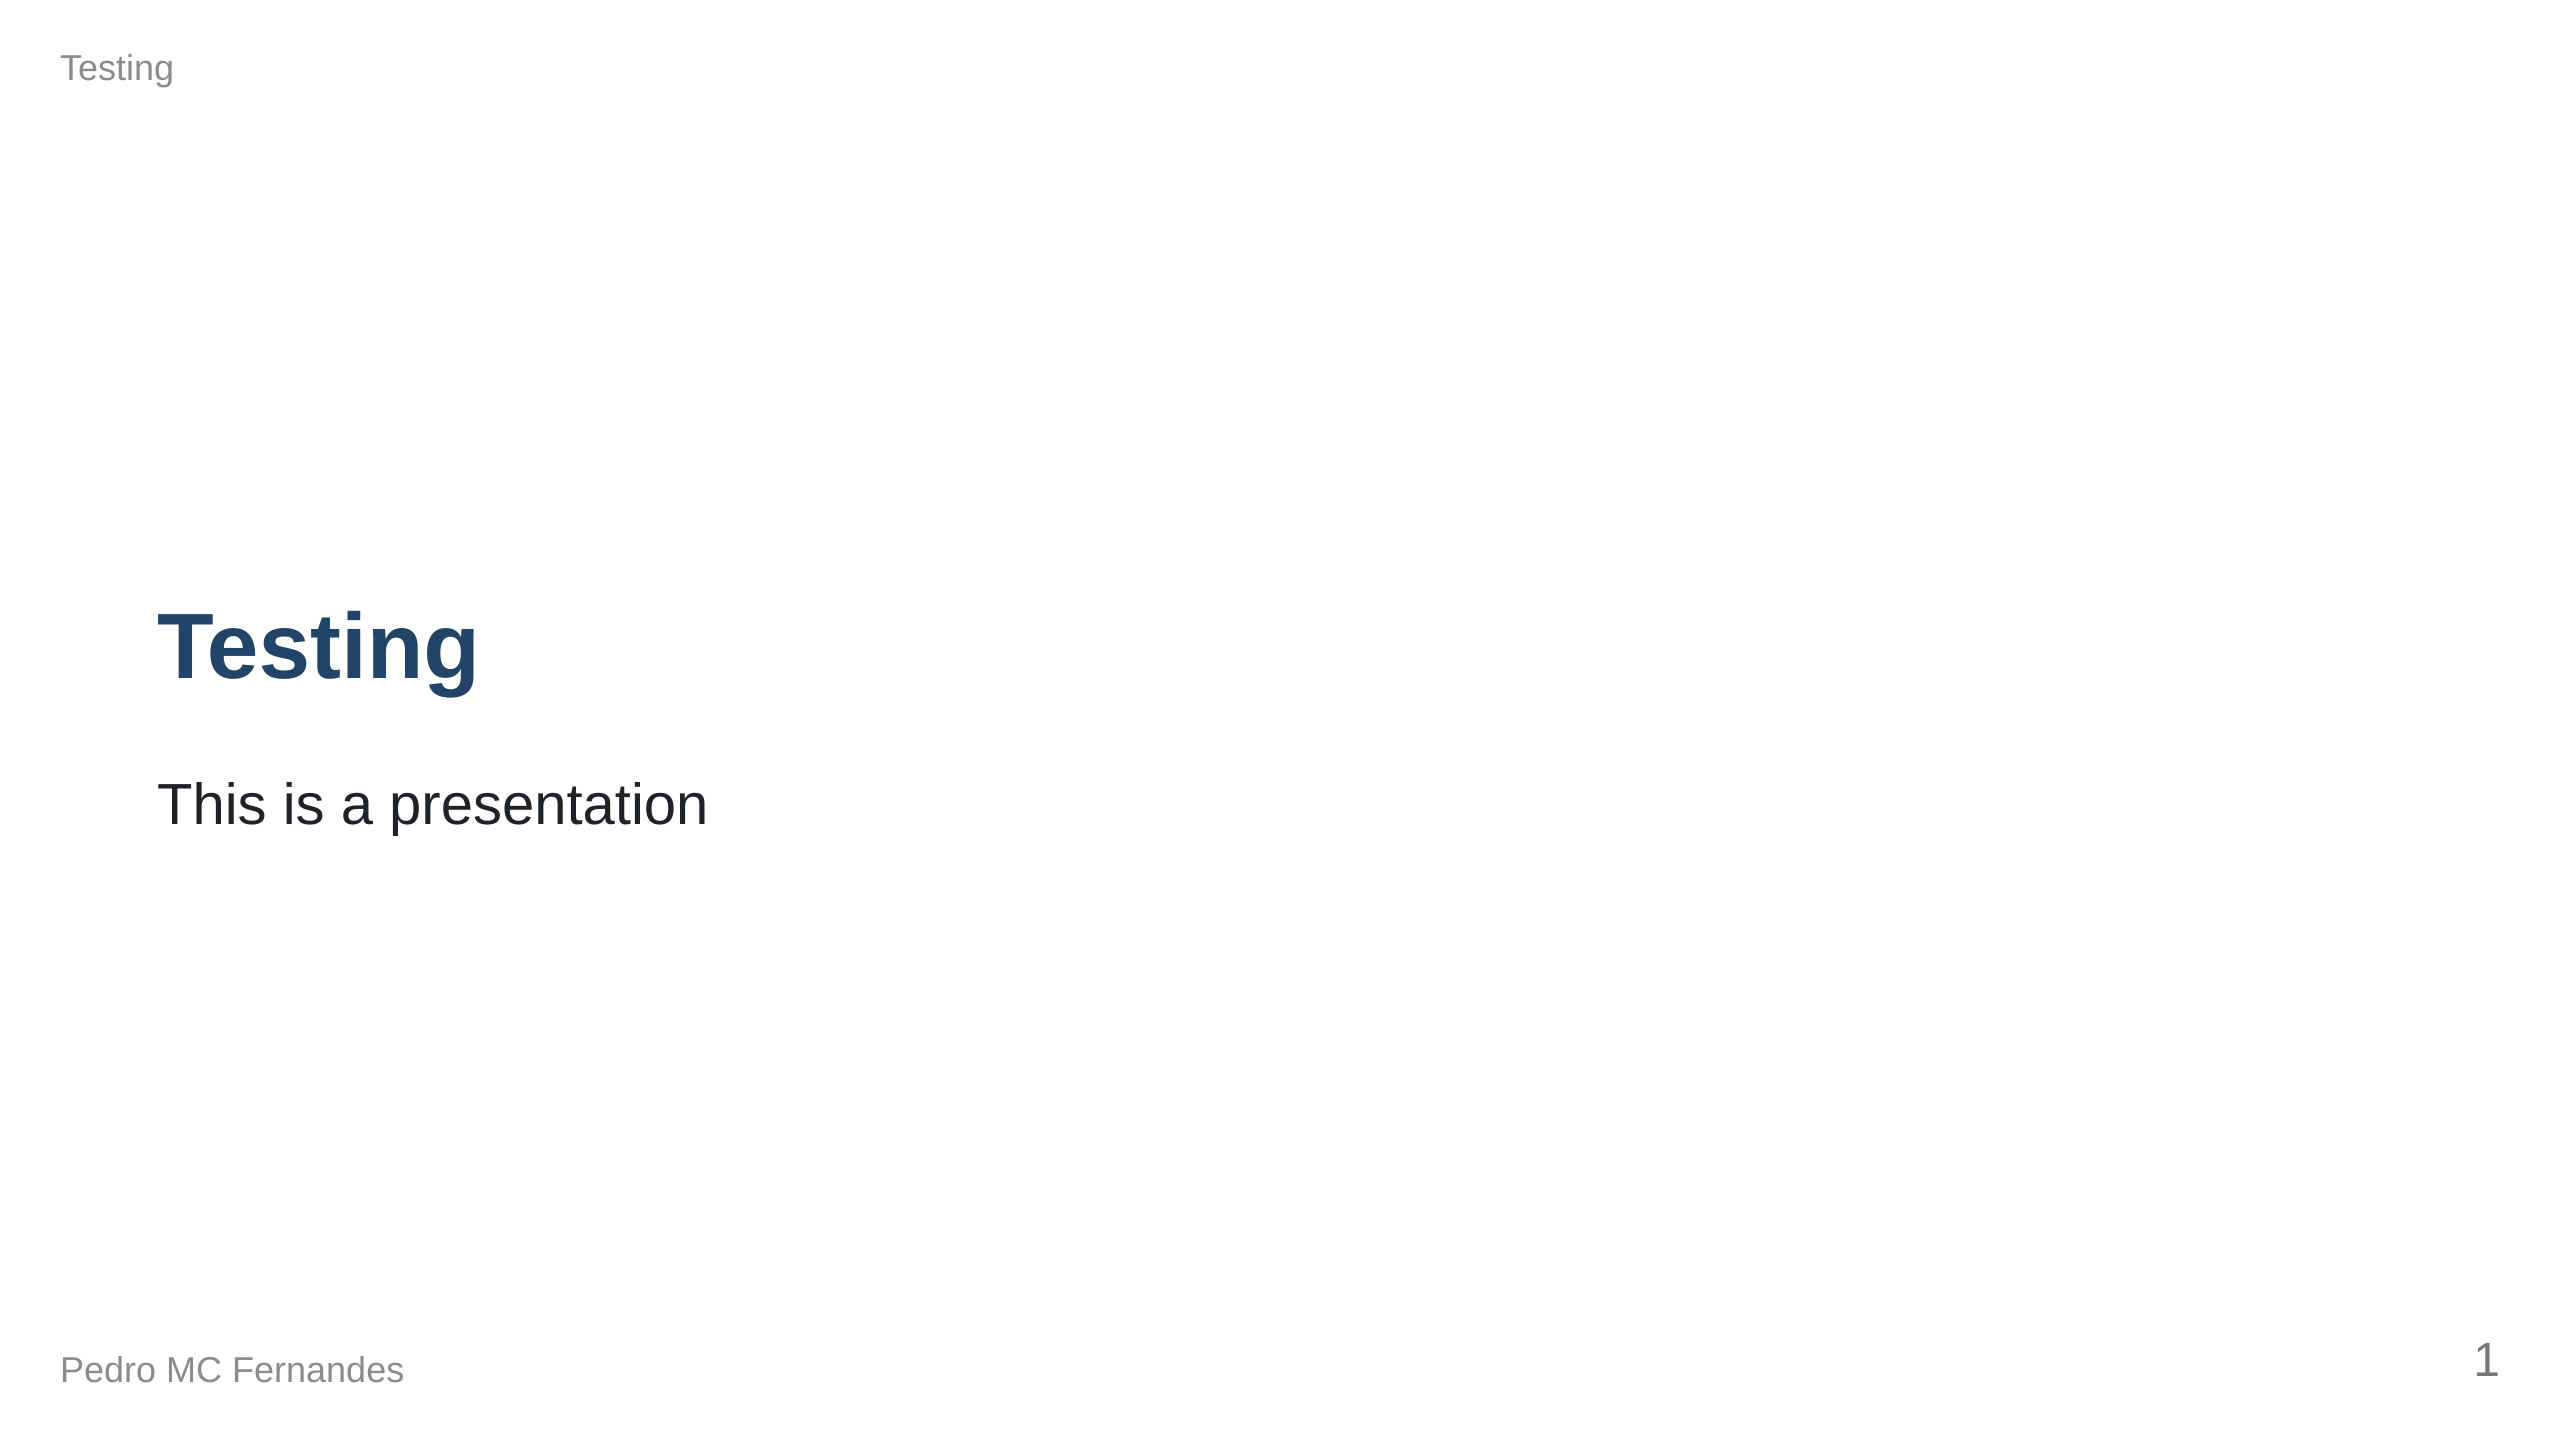 Testing
Testing
This is a presentation
Pedro MC Fernandes
1